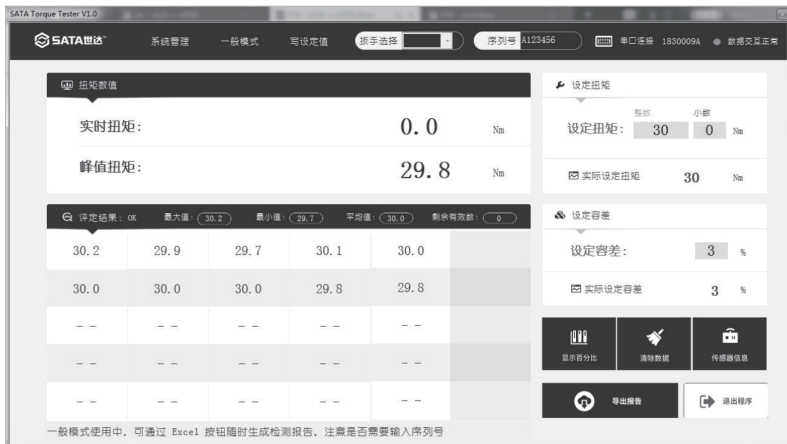 SATA Torque Tester V1.0
SATA世达 系统管理 一般模式 写设定值 扳手选择 序列号 A123456 串口连接 1830009A 数据交互正常
扭矩数值
实时扭矩: 0.0 Nm
峰值扭矩: 29.8 Nm
设定扭矩
整数 小数
设定扭矩: 30 0 Nm
实际设定扭矩 30 Nm
评定结果: OK 最大值: 30.2 最小值: 29.7 平均值: 30.0 剩余有效数: 0
30.2 29.9 29.7 30.1 30.0
30.0 30.0 30.0 29.8 29.8
-- -- -- -- --
-- -- -- -- --
-- -- -- -- --
设定容差
设定容差: 3 %
实际设定容差 3 %
显示百分比 清除数据 传感器信息
导出报告 退出程序
一般模式使用中, 可通过 Excel 按钮随时生成检测报告, 注意是否需要输入序列号